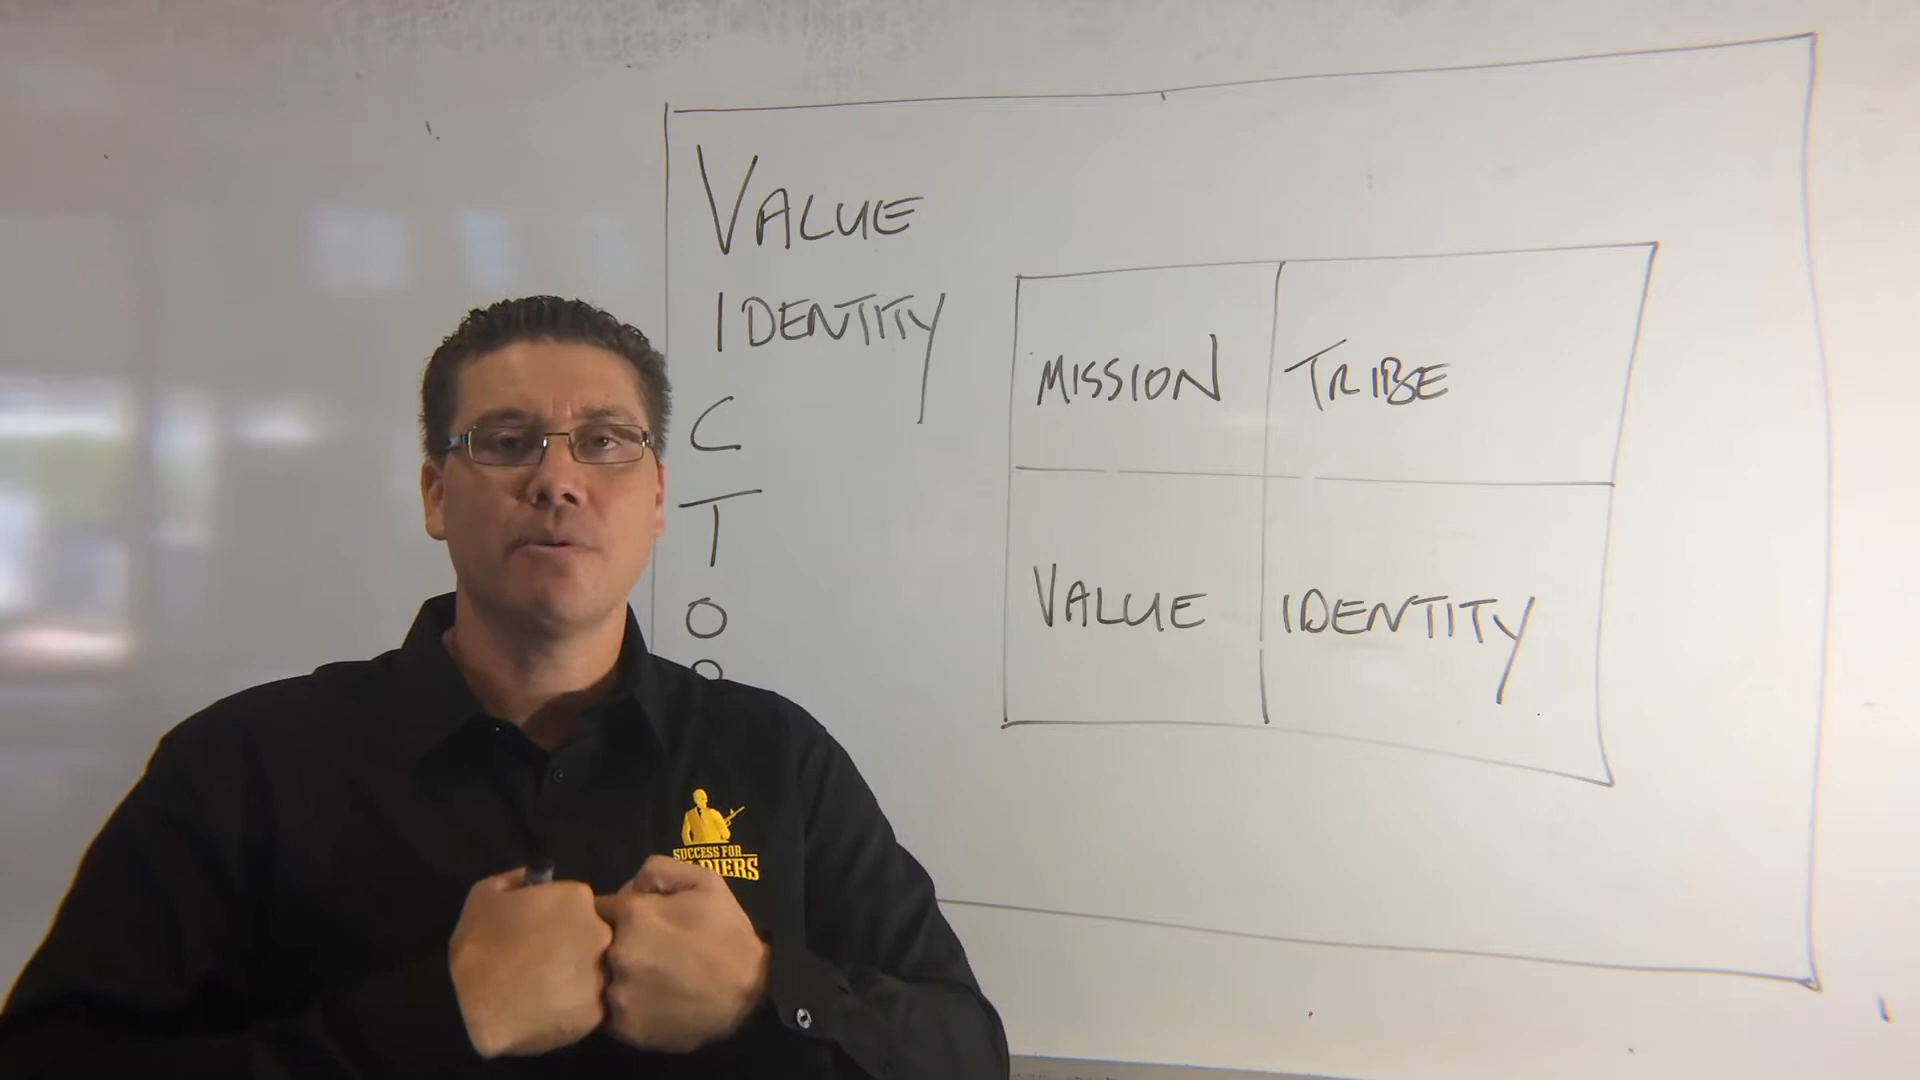 VALUE
IDENTITY
C
T
O
MISSION TRIBE
VALUE IDENTITY
SUCCESS FOR